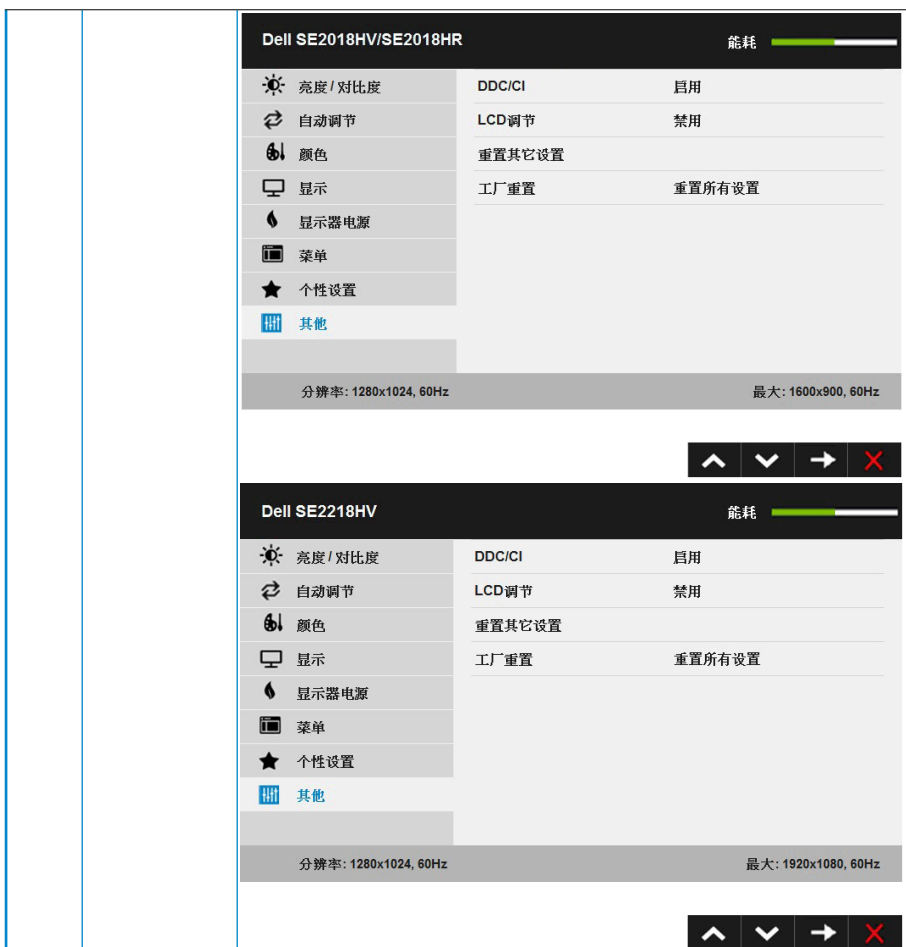 Dell SE2018HV/SE2018HR 能耗
亮度 / 对比度 DDC/CI 启用
自动调节 LCD调节 禁用
颜色 重置其它设置
显示 工厂重置 重置所有设置
显示器电源
菜单
个性设置
其他
分辨率: 1280x1024, 60Hz 最大: 1600x900, 60Hz
Dell SE2218HV 能耗
亮度 / 对比度 DDC/CI 启用
自动调节 LCD调节 禁用
颜色 重置其它设置
显示 工厂重置 重置所有设置
显示器电源
菜单
个性设置
其他
分辨率: 1280x1024, 60Hz 最大: 1920x1080, 60Hz